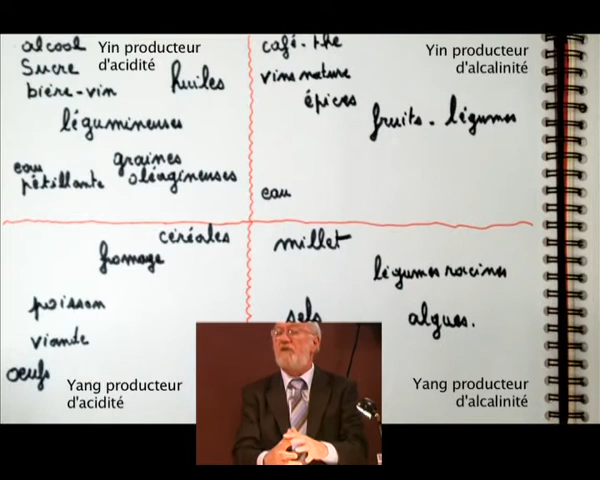 alcool
Yin producteur
d'acidité
Sucre
bière-vin
huiles
légumineuses
graines
oléagineuses
eau
pétillante
café. thé
Yin producteur
d'alcalinité
vins nature
épices
fruits. légumes
eau
céréales
fromage
poisson
viande
oeufs
Yang producteur
d'acidité
millet
légumes racines
sels
algues.
Yang producteur
d'alcalinité